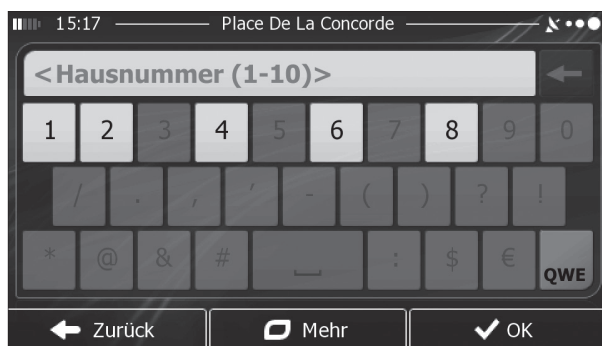 15:17 Place De La Concorde
<Hausnummer (1-10)>
1 2 3 4 5 6 7 8 9 0
/ . , ' - ( ) ? !
* @ & # : $ € QWE
Zurück Mehr OK